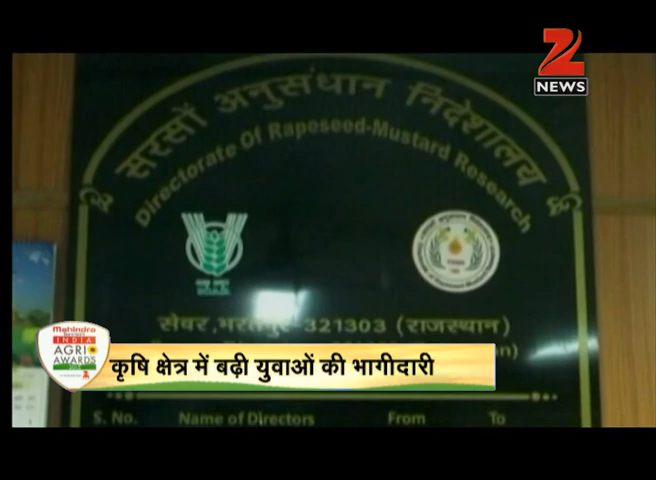 Z
NEWS
सरसों अनुसंधान निदेशालय
Directorate Of Rapeseed-Mustard Research
सेवर, भरतपुर-321303 (राजस्थान)
Mahindra
INDIA
AGRI
AWARDS
कृषि क्षेत्र में बढ़ी युवाओं की भागीदारी
S. No. Name of Directors From To